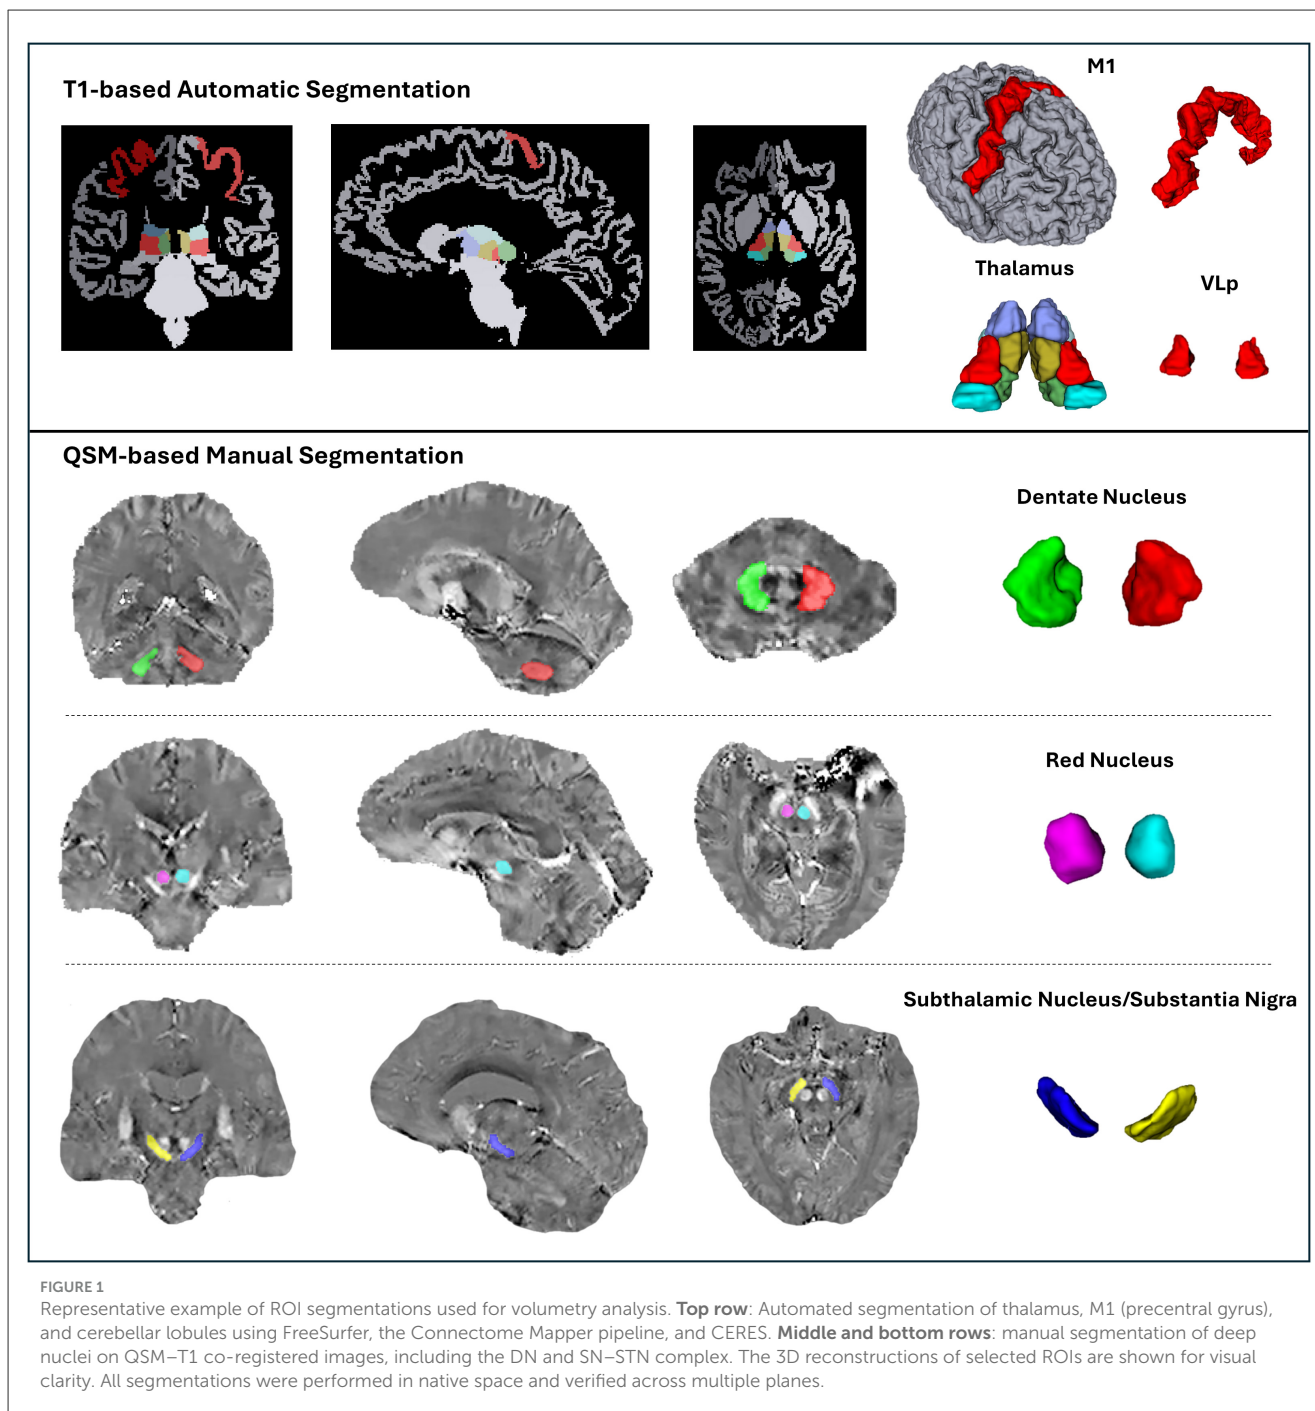 T1-based Automatic Segmentation
M1
Thalamus
VLp
QSM-based Manual Segmentation
Dentate Nucleus
Red Nucleus
Subthalamic Nucleus/Substantia Nigra
FIGURE 1
Representative example of ROI segmentations used for volumetry analysis. Top row: Automated segmentation of thalamus, M1 (precentral gyrus),
and cerebellar lobules using FreeSurfer, the Connectome Mapper pipeline, and CERES. Middle and bottom rows: manual segmentation of deep
nuclei on QSM–T1 co-registered images, including the DN and SN–STN complex. The 3D reconstructions of selected ROIs are shown for visual
clarity. All segmentations were performed in native space and verified across multiple planes.